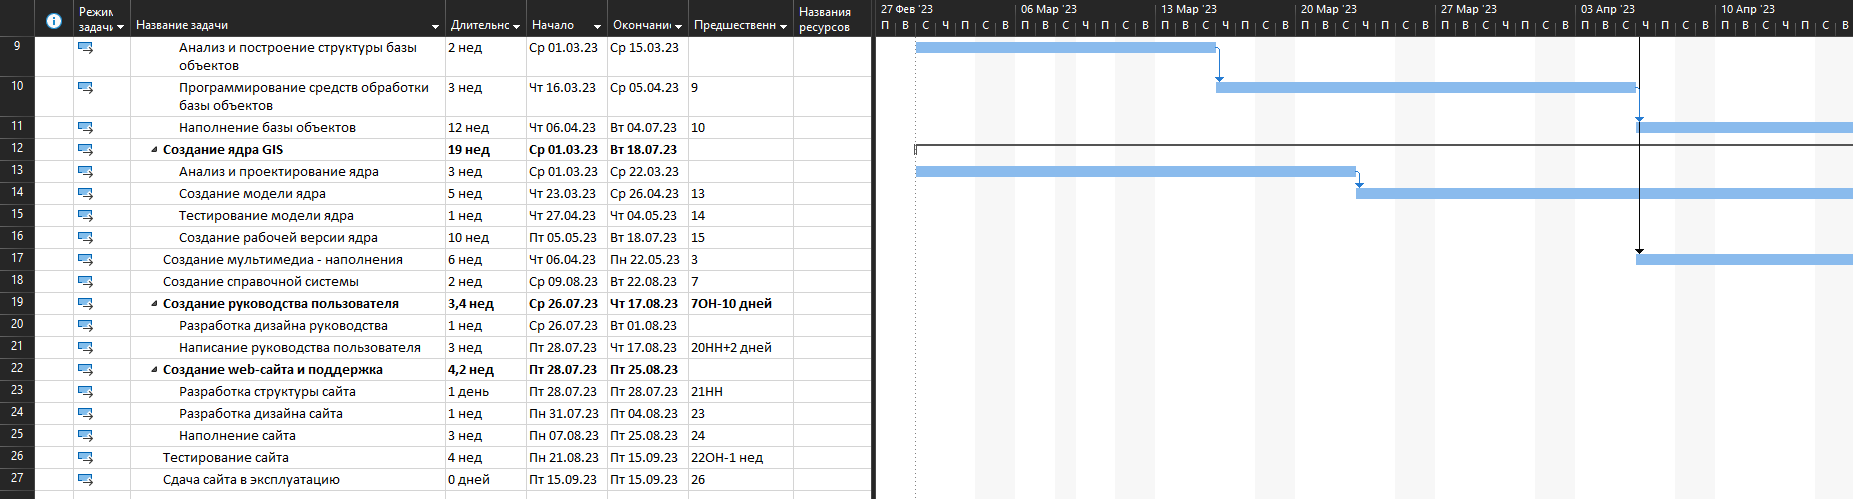 Режим задачи Название задачи Длительнс Начало Окончание Предшественн Названия ресурсов
27 Фев '23 06 Мар '23 13 Мар '23 20 Мар '23 27 Мар '23 03 Апр '23 10 Апр '23
П В С Ч П С В П В С Ч П С В П В С Ч П С В П В С Ч П С В П В С Ч П С В П В С Ч П С В П В С Ч П С В
9 Анализ и построение структуры базы объектов 2 нед Ср 01.03.23 Ср 15.03.23
10 Программирование средств обработки базы объектов 3 нед Чт 16.03.23 Ср 05.04.23 9
11 Наполнение базы объектов 12 нед Чт 06.04.23 Вт 04.07.23 10
12 Создание ядра GIS 19 нед Ср 01.03.23 Вт 18.07.23
13 Анализ и проектирование ядра 3 нед Ср 01.03.23 Ср 22.03.23
14 Создание модели ядра 5 нед Чт 23.03.23 Ср 26.04.23 13
15 Тестирование модели ядра 1 нед Чт 27.04.23 Чт 04.05.23 14
16 Создание рабочей версии ядра 10 нед Пт 05.05.23 Вт 18.07.23 15
17 Создание мультимедиа - наполнения 6 нед Чт 06.04.23 Пн 22.05.23 3
18 Создание справочной системы 2 нед Ср 09.08.23 Вт 22.08.23 7
19 Создание руководства пользователя 3,4 нед Ср 26.07.23 Чт 17.08.23 7ОН-10 дней
20 Разработка дизайна руководства 1 нед Ср 26.07.23 Вт 01.08.23
21 Написание руководства пользователя 3 нед Пт 28.07.23 Чт 17.08.23 20НН+2 дней
22 Создание web-сайта и поддержка 4,2 нед Пт 28.07.23 Пт 25.08.23
23 Разработка структуры сайта 1 день Пт 28.07.23 Пт 28.07.23 21НН
24 Разработка дизайна сайта 1 нед Пн 31.07.23 Пт 04.08.23 23
25 Наполнение сайта 3 нед Пн 07.08.23 Пт 25.08.23 24
26 Тестирование сайта 4 нед Пн 21.08.23 Пт 15.09.23 22ОН-1 нед
27 Сдача сайта в эксплуатацию 0 дней Пт 15.09.23 Пт 15.09.23 26